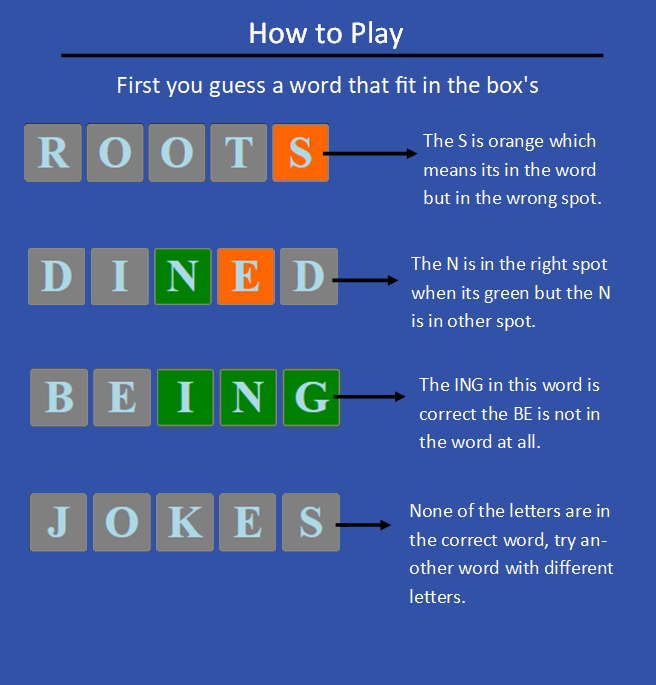 How to Play
First you guess a word that fit in the box's
R O O T S
The S is orange which
means its in the word
but in the wrong spot.
D I N E D
The N is in the right spot
when its green but the N
is in other spot.
B E I N G
The ING in this word is
correct the BE is not in
the word at all.
J O K E S
None of the letters are in
the correct word, try an-
other word with different
letters.